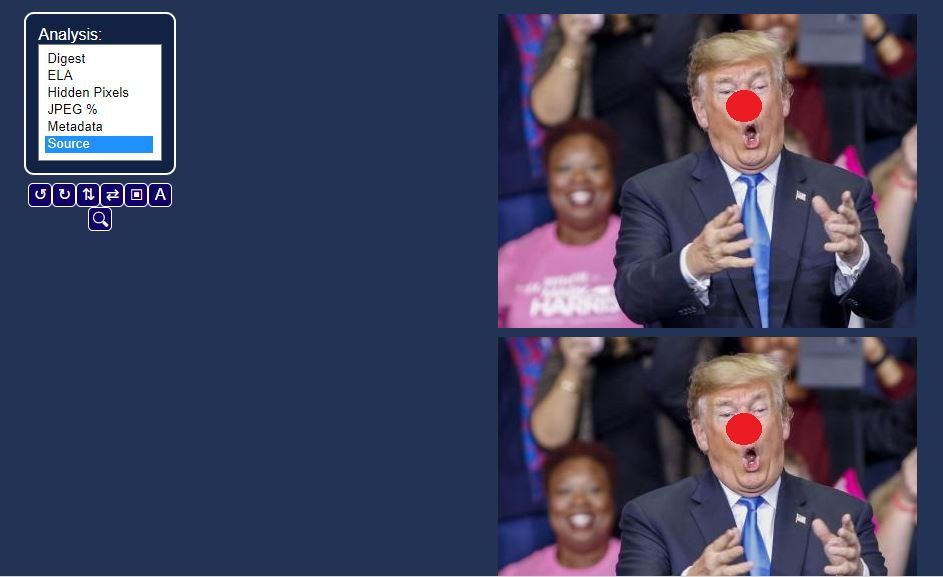 Analysis:
Digest
ELA
Hidden Pixels
JPEG %
Metadata
Source
A
HARRIS